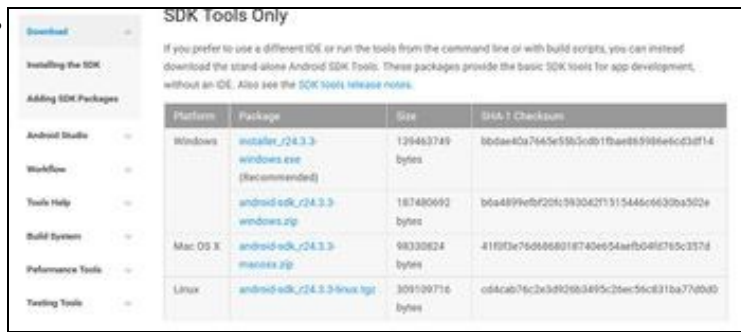 SDK Tools Only
Download
If you prefer to use a different IDE or run the tools from the command line or with build scripts, you can instead
Installing the SDK
download the stand-alone Android SDK Tools. These packages provide the basic SDK tools for app development,
without an IDE. Also see the SDK tools release notes.
Adding SDK Packages
Platform Package Size SHA-1 Checksum
Android Studio
Windows installer_r24.3.3-
windows.exe
(Recommended)
139463749
bytes
Workflow
Tools Help
android-sdk_r24.3.3-
windows.zip
187480692
bytes
Build System
Mac OS X android-sdk_r24.3.3-
macosx.zip
98330824
bytes
Peformance Tools
Linux android-sdk_r24.3.3-linux.tgz 309109716
bytes
Testing Tools